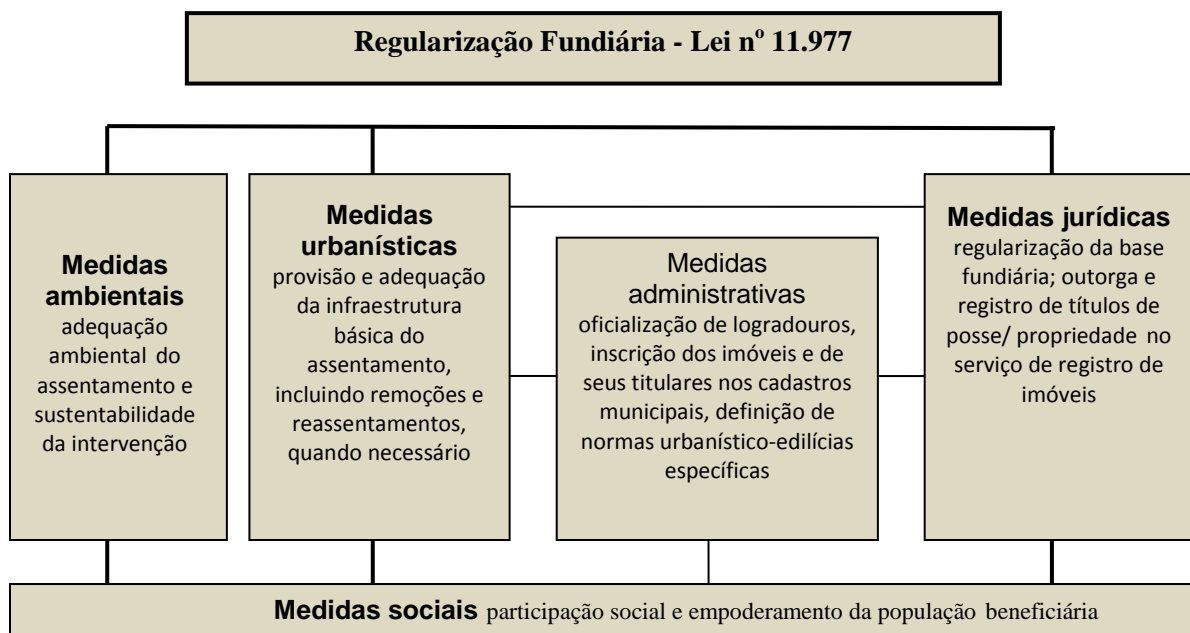 Regularização Fundiária - Lei nº 11.977
Medidas
ambientais
adequação
ambiental do
assentamento e
sustentabilidade
da intervenção
Medidas
urbanísticas
provisão e adequação
da infraestrutura
básica do
assentamento,
incluindo remoções e
reassentamentos,
quando necessário
Medidas
administrativas
oficialização de logradouros,
inscrição dos imóveis e de
seus titulares nos cadastros
municipais, definição de
normas urbanístico-edilícias
específicas
Medidas jurídicas
regularização da base
fundiária; outorga e
registro de títulos de
posse/ propriedade no
serviço de registro de
imóveis
Medidas sociais participação social e empoderamento da população beneficiária